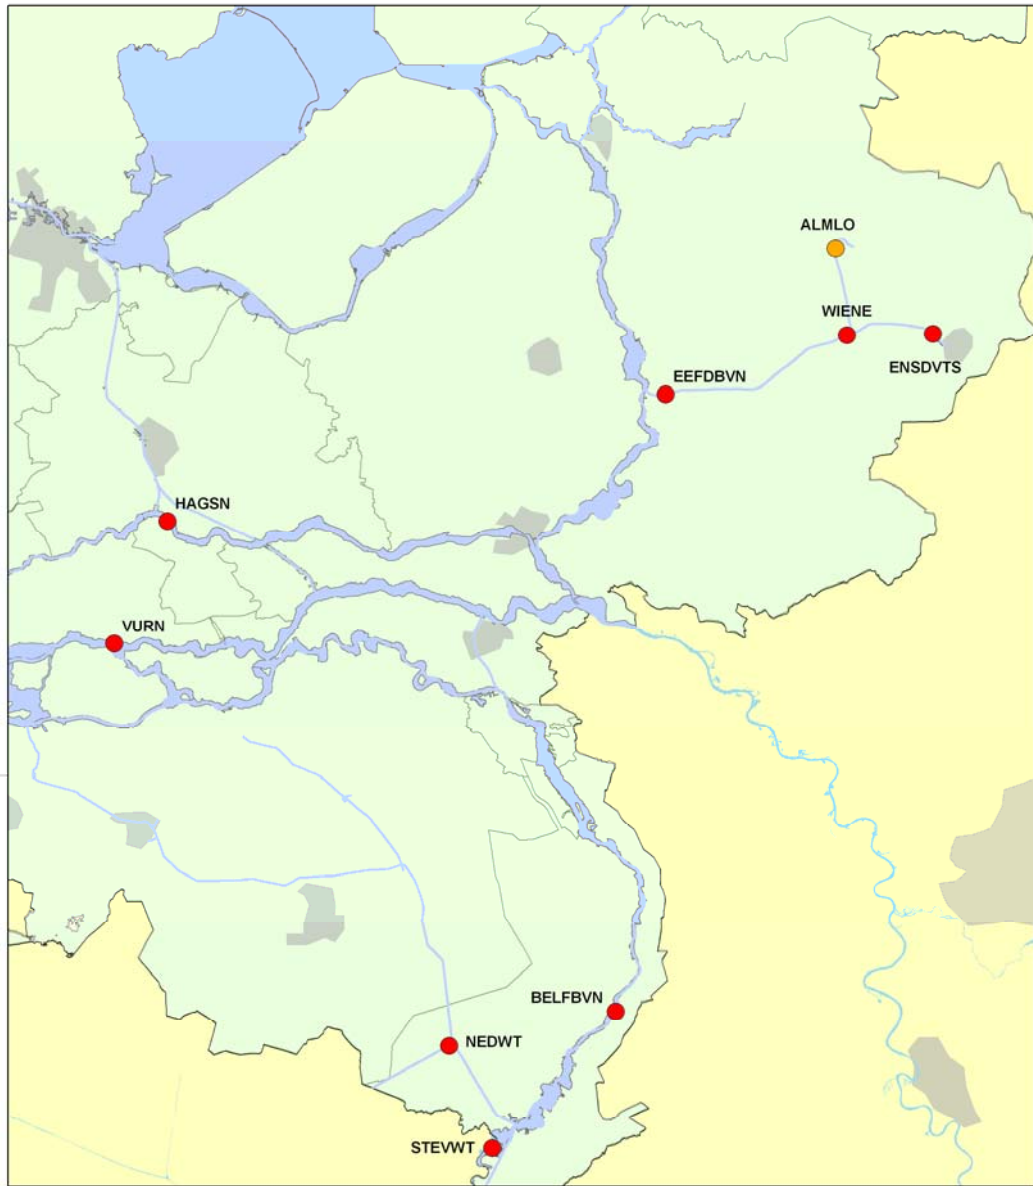 ALMLO
WIENE
ENSDVTS
EEFDBVN
HAGSN
VURN
BELFBVN
NEDWT
STEVWT